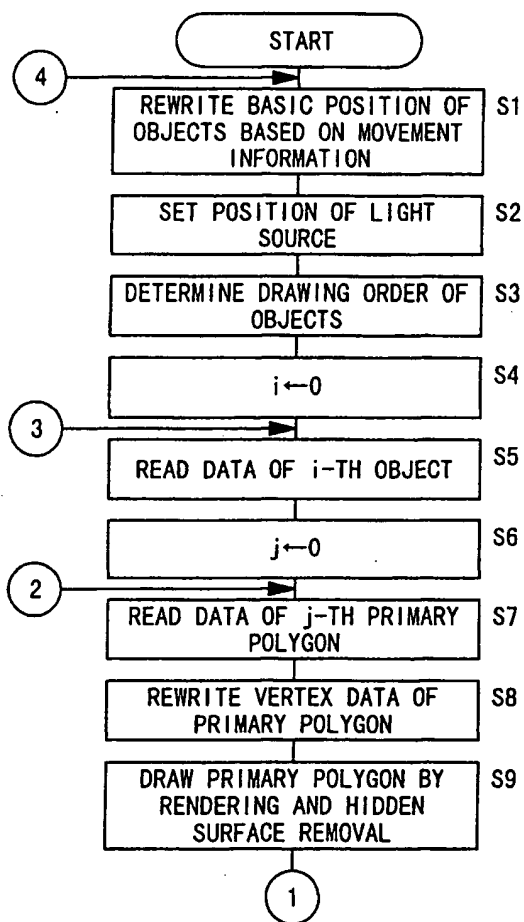 START
4
REWRITE BASIC POSITION OF
OBJECTS BASED ON MOVEMENT
INFORMATION
S1
SET POSITION OF LIGHT
SOURCE
S2
DETERMINE DRAWING ORDER OF
OBJECTS
S3
i←0
S4
3
READ DATA OF i-TH OBJECT
S5
j←0
S6
2
READ DATA OF j-TH PRIMARY
POLYGON
S7
REWRITE VERTEX DATA OF
PRIMARY POLYGON
S8
DRAW PRIMARY POLYGON BY
RENDERING AND HIDDEN
SURFACE REMOVAL
S9
1